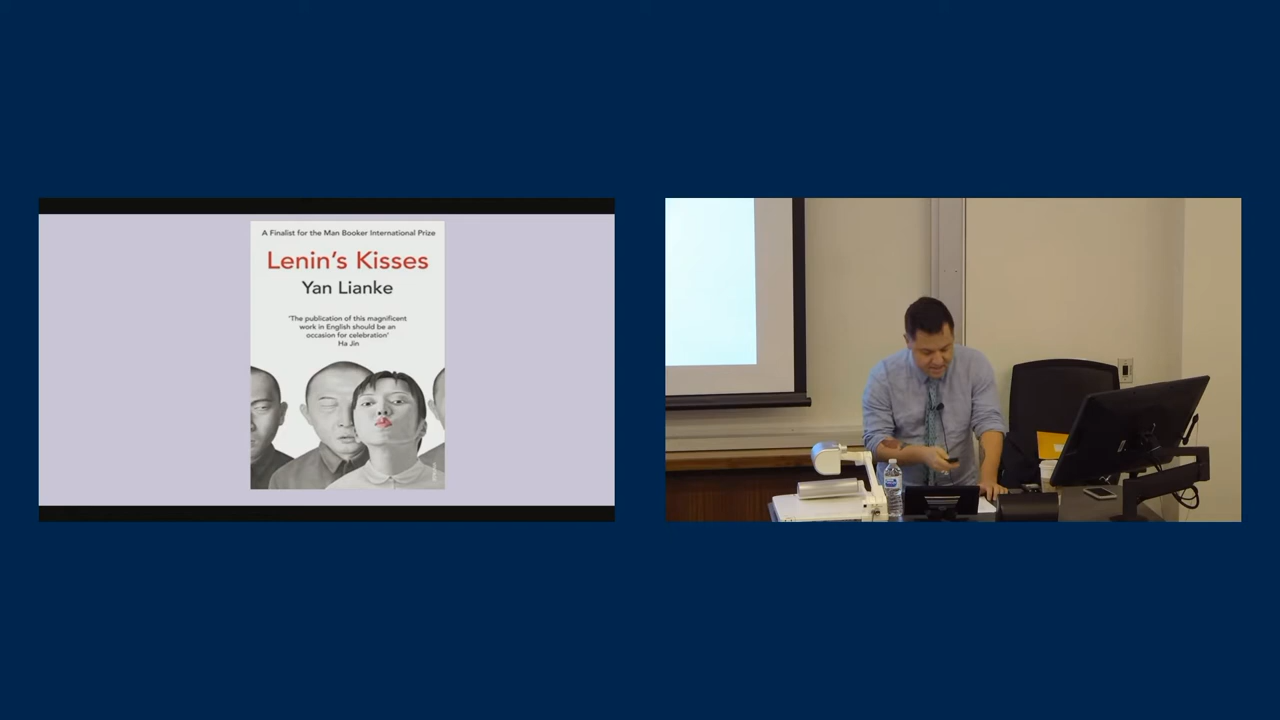 A Finalist for the Man Booker International Prize
Lenin's Kisses
Yan Lianke
'The publication of this magnificent
work in English should be an
occasion for celebration'
Ha Jin